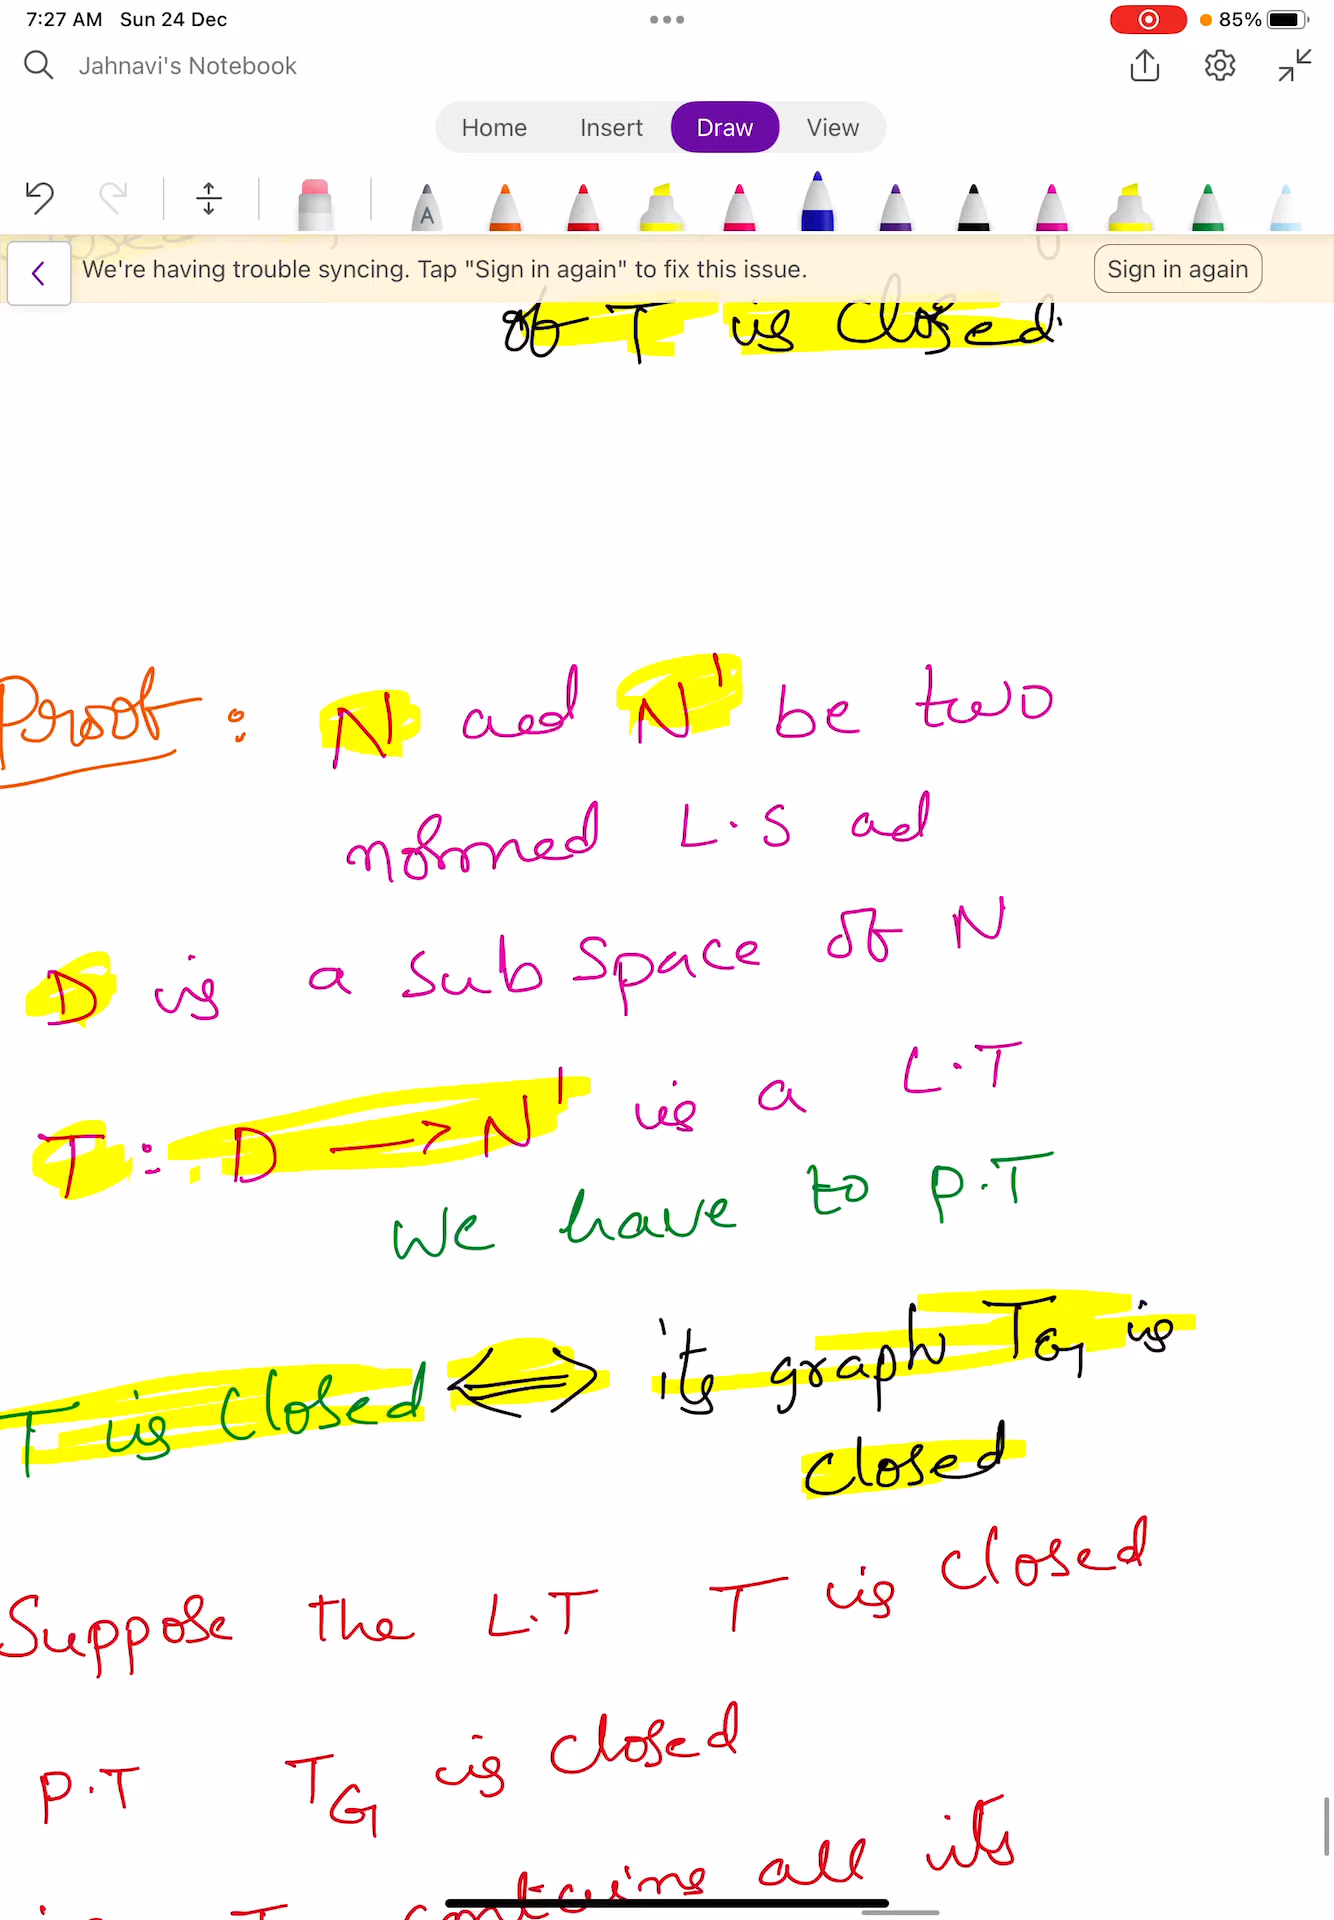 7:27 AM Sun 24 Dec
85%
Jahnavi's Notebook
Home Insert Draw View
A
We're having trouble syncing. Tap "Sign in again" to fix this issue.
Sign in again
of T is closed.
Proof : N and N' be two
normed L.S ad
D is a Sub Space of N
T : D → N' is a L.T
we have to P.T
T is closed ⟺ its graph T_G is
closed
Suppose the L.T T is closed
P.T T_G is closed
contains all its